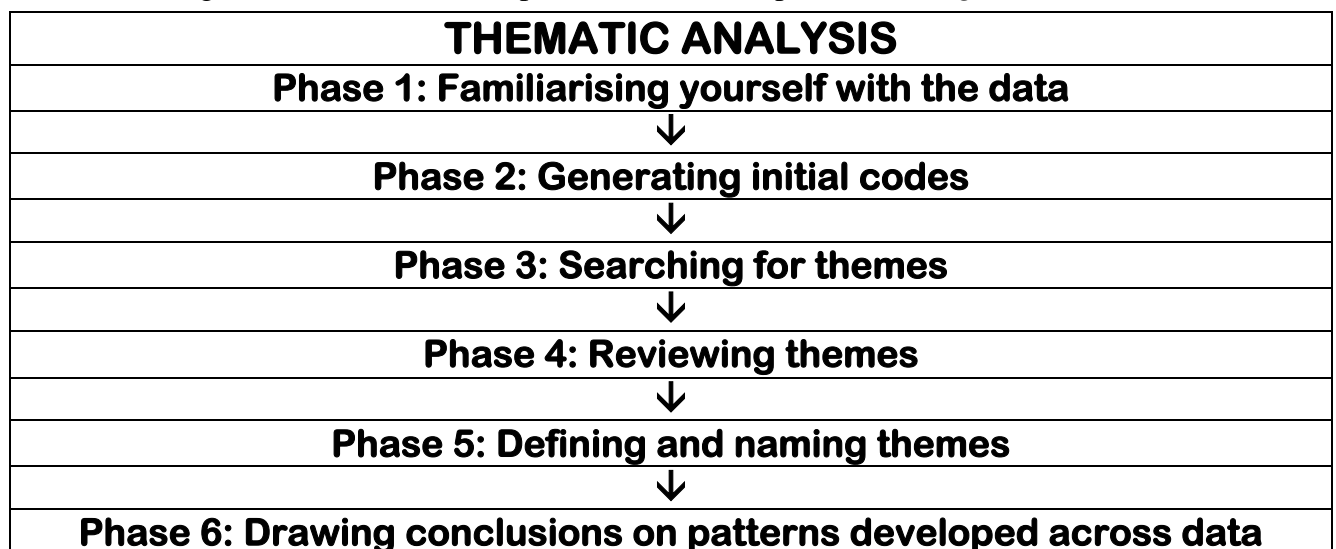 THEMATIC ANALYSIS
Phase 1: Familiarising yourself with the data
↓
Phase 2: Generating initial codes
↓
Phase 3: Searching for themes
↓
Phase 4: Reviewing themes
↓
Phase 5: Defining and naming themes
↓
Phase 6: Drawing conclusions on patterns developed across data